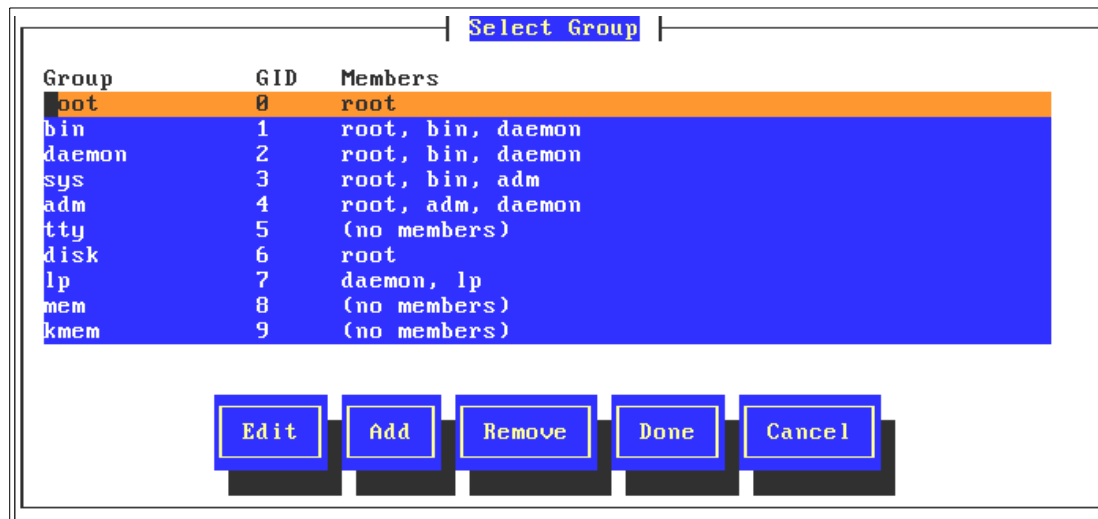 Select Group
Group GID Members
root 0 root
bin 1 root, bin, daemon
daemon 2 root, bin, daemon
sys 3 root, bin, adm
adm 4 root, adm, daemon
tty 5 (no members)
disk 6 root
lp 7 daemon, lp
mem 8 (no members)
kmem 9 (no members)
Edit Add Remove Done Cancel